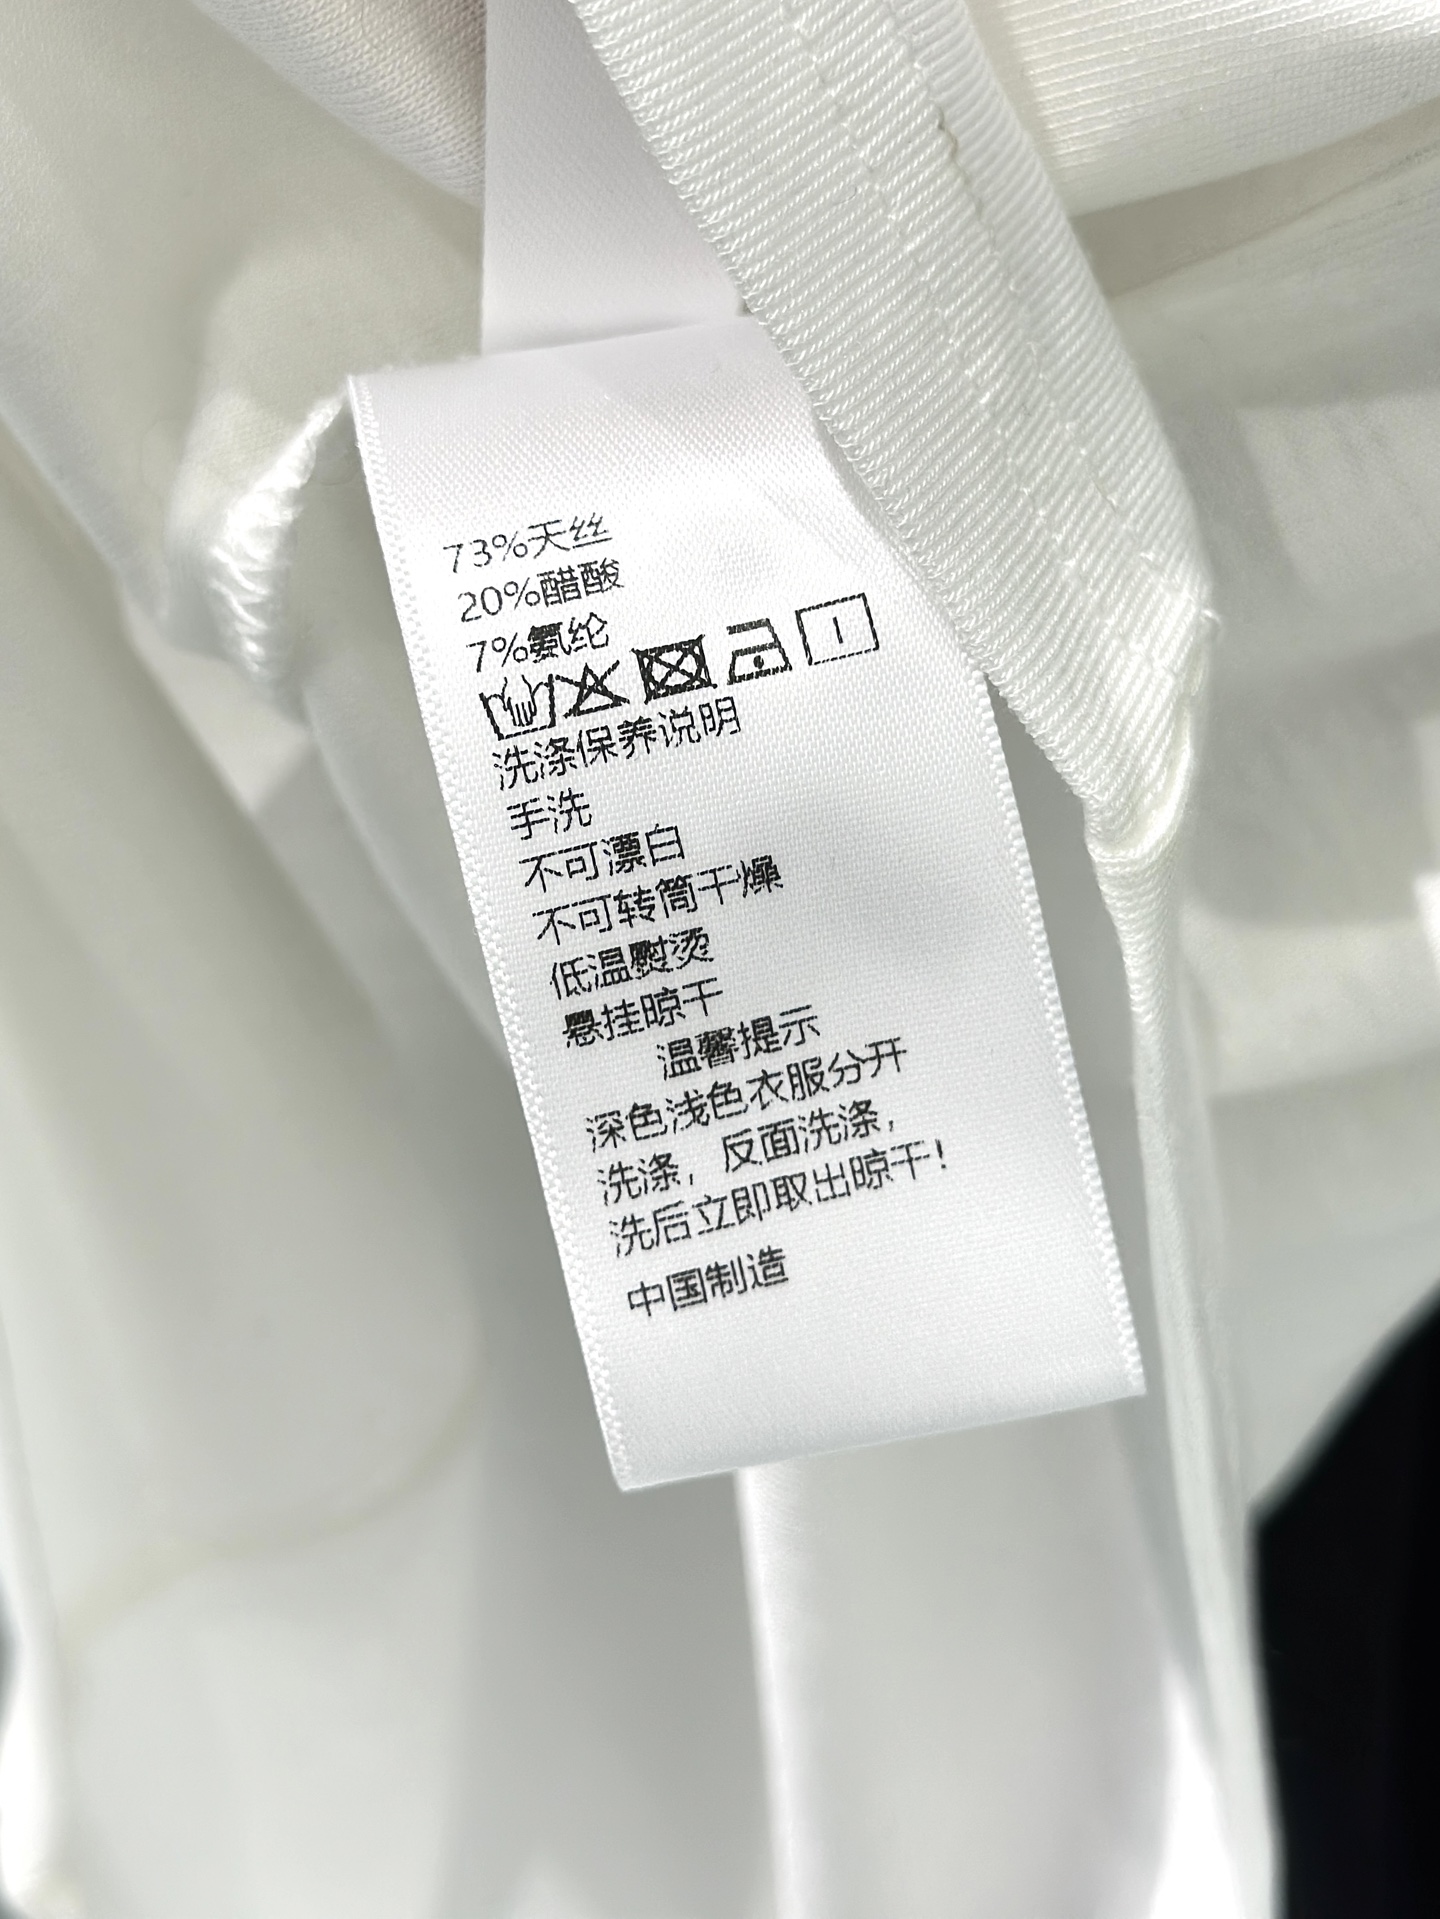 73%天丝
20%醋酸
7%氨纶
洗涤保养说明
手洗
不可漂白
不可转筒干燥
低温熨烫
悬挂晾干
温馨提示
深色浅色衣服分开
洗涤，反面洗涤，
洗后立即取出晾干！
中国制造